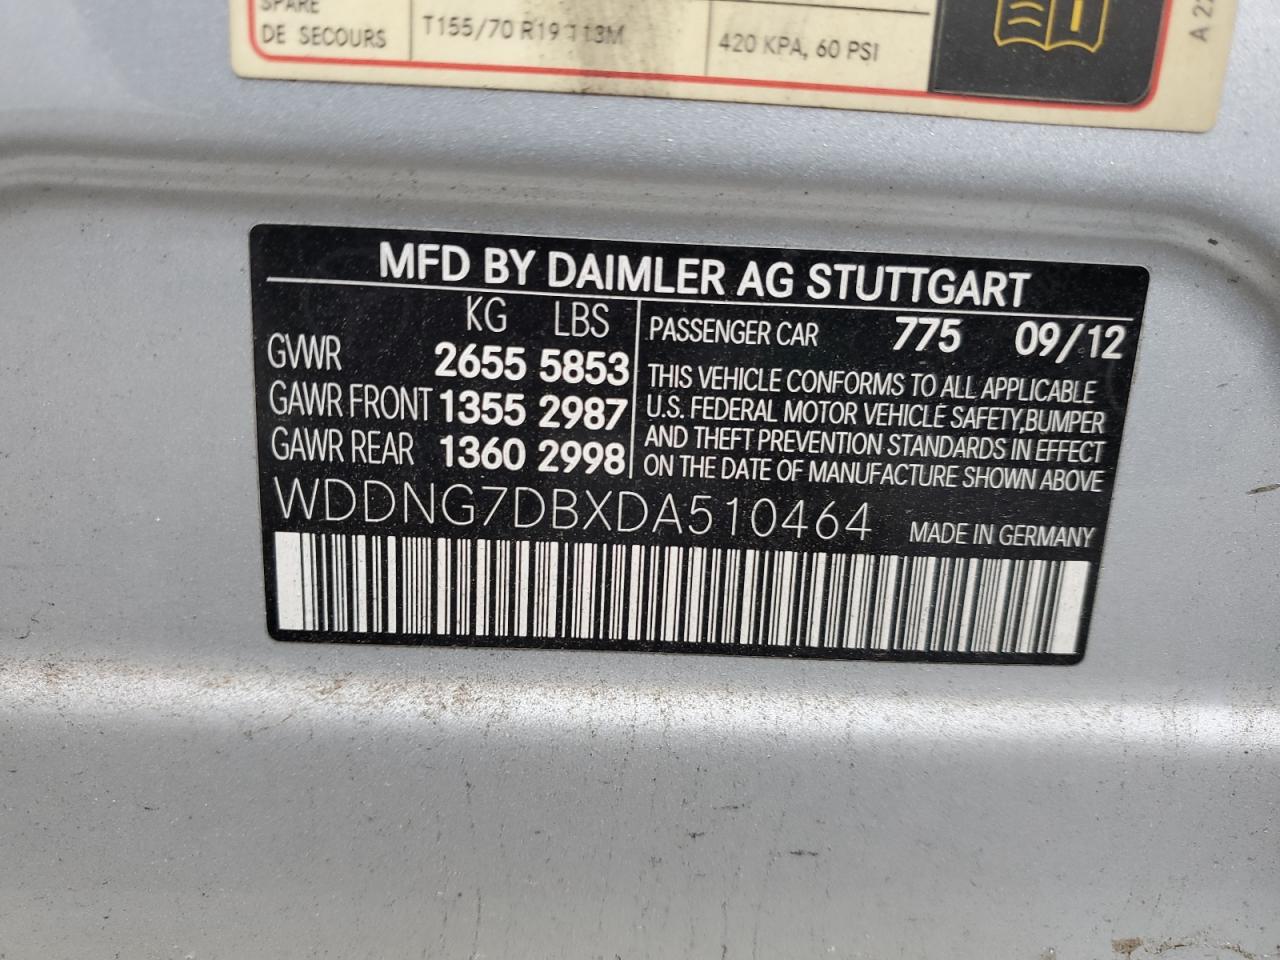 SPARE
DE SECOURS
T155/70 R19 113M
420 KPA, 60 PSI
MFD BY DAIMLER AG STUTTGART
KG LBS
GVWR 2655 5853
GAWR FRONT 1355 2987
GAWR REAR 1360 2998
PASSENGER CAR 775 09/12
THIS VEHICLE CONFORMS TO ALL APPLICABLE
U.S. FEDERAL MOTOR VEHICLE SAFETY,BUMPER
AND THEFT PREVENTION STANDARDS IN EFFECT
ON THE DATE OF MANUFACTURE SHOWN ABOVE
WDDNG7DBXDA510464 MADE IN GERMANY